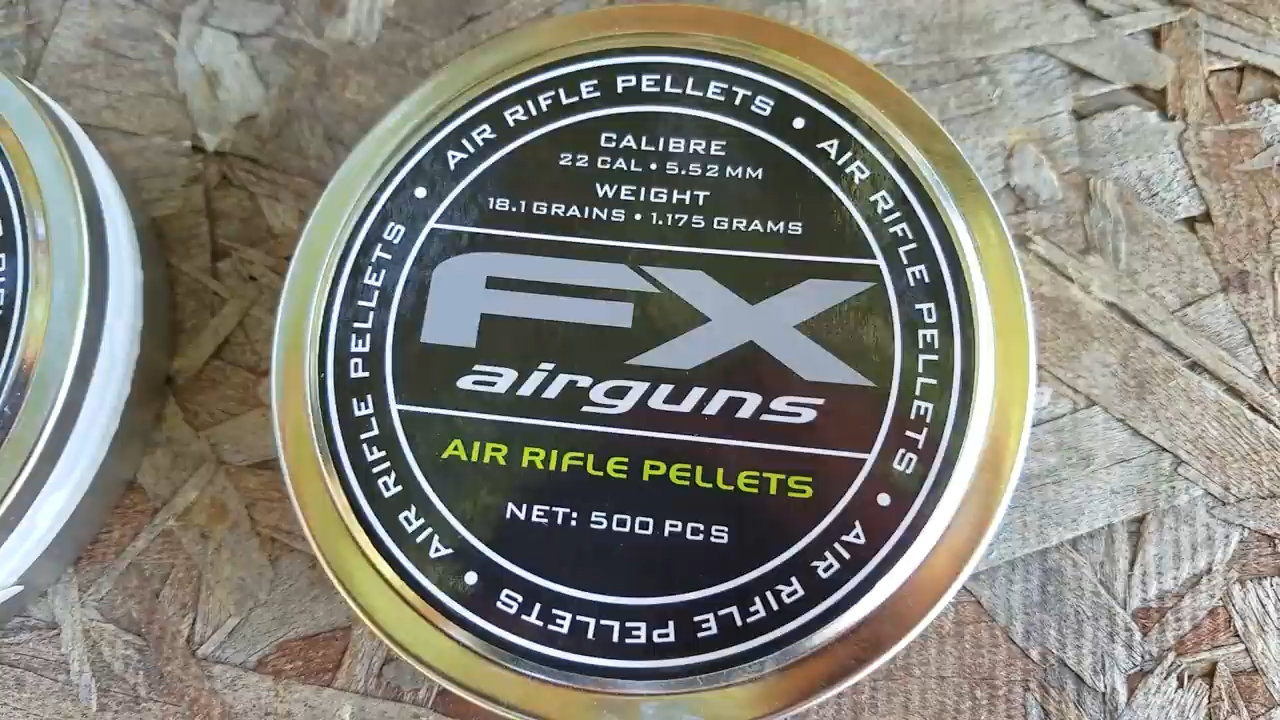 AIR RIFLE PELLETS • AIR RIFLE PELLETS • AIR RIFLE PELLETS • AIR RIFLE PELLETS •
CALIBRE
22 CAL • 5.52 MM
WEIGHT
18.1 GRAINS • 1.175 GRAMS
FX
airguns
AIR RIFLE PELLETS
NET: 500 PCS